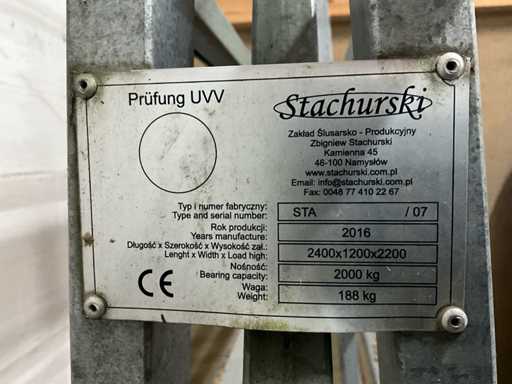 Prüfung UVV
Stachurski
Zakład Ślusarsko - Produkcyjny
Zbigniew Stachurski
Kamienna 45
46-100 Namysłów
www.stachurski.com.pl
Email: info@stachurski.com.pl
Fax: 0048 77 410 22 67
Typ i numer fabryczny:
Type and serial number:
STA / 07
Rok produkcji:
Years manufacture:
2016
Długość x Szerokość x Wysokość zał.:
Lenght x Width x Load high:
2400x1200x2200
Nośność:
Bearing capacity:
2000 kg
Waga:
Weight:
188 kg
CE